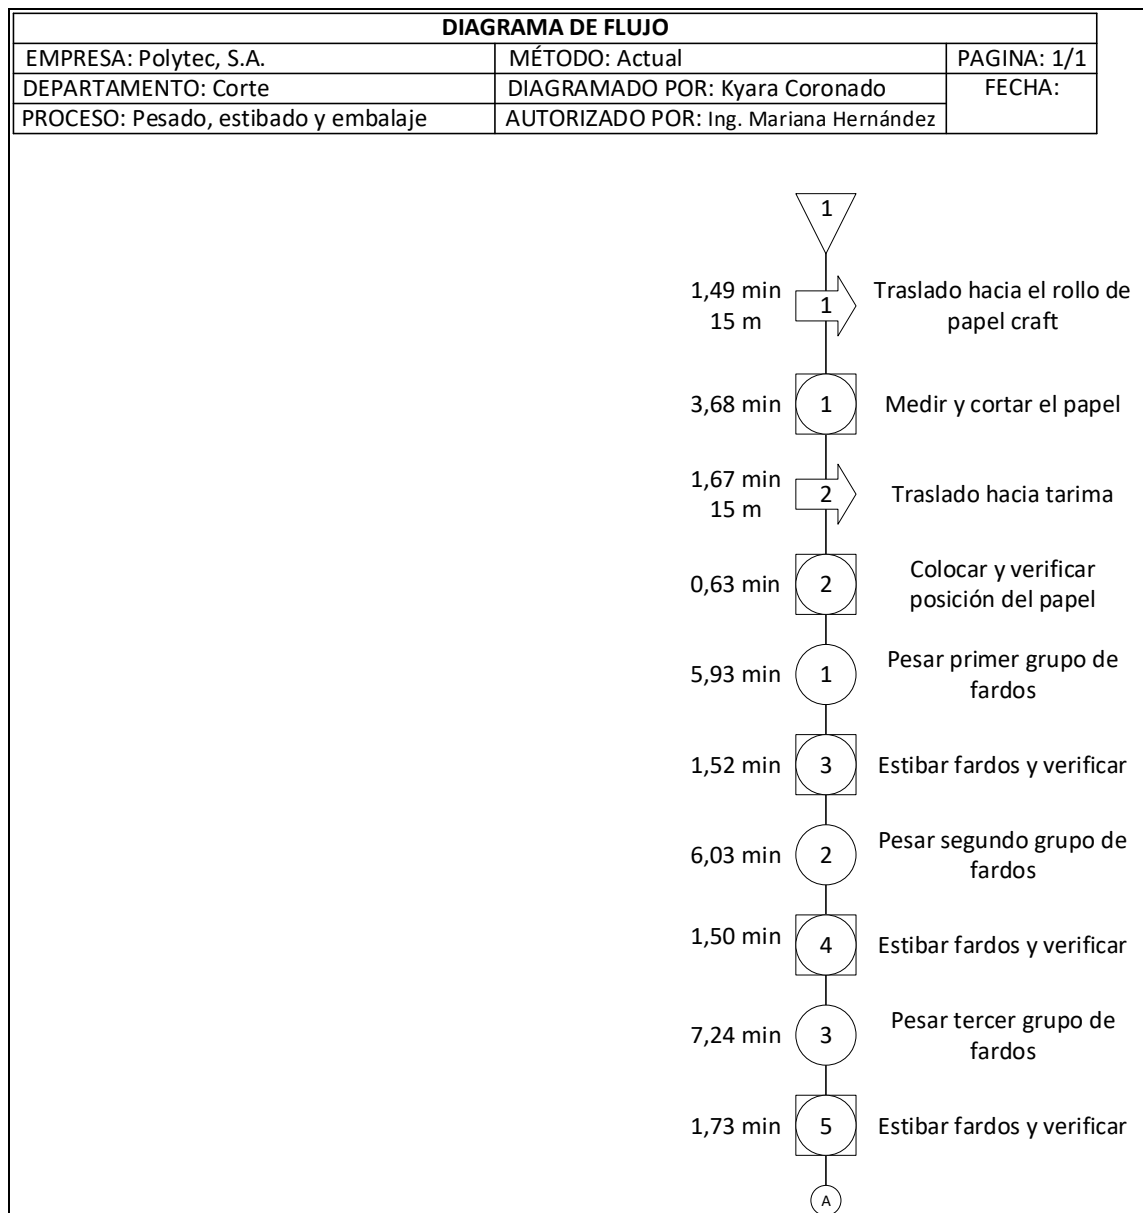 DIAGRAMA DE FLUJO
EMPRESA: Polytec, S.A.
MÉTODO: Actual
PAGINA: 1/1
DEPARTAMENTO: Corte
DIAGRAMADO POR: Kyara Coronado
FECHA:
PROCESO: Pesado, estibado y embalaje
AUTORIZADO POR: Ing. Mariana Hernández
1
1,49 min
15 m
1
Traslado hacia el rollo de
papel craft
3,68 min
1
Medir y cortar el papel
1,67 min
15 m
2
Traslado hacia tarima
0,63 min
2
Colocar y verificar
posición del papel
5,93 min
1
Pesar primer grupo de
fardos
1,52 min
3
Estibar fardos y verificar
6,03 min
2
Pesar segundo grupo de
fardos
1,50 min
4
Estibar fardos y verificar
7,24 min
3
Pesar tercer grupo de
fardos
1,73 min
5
Estibar fardos y verificar
A